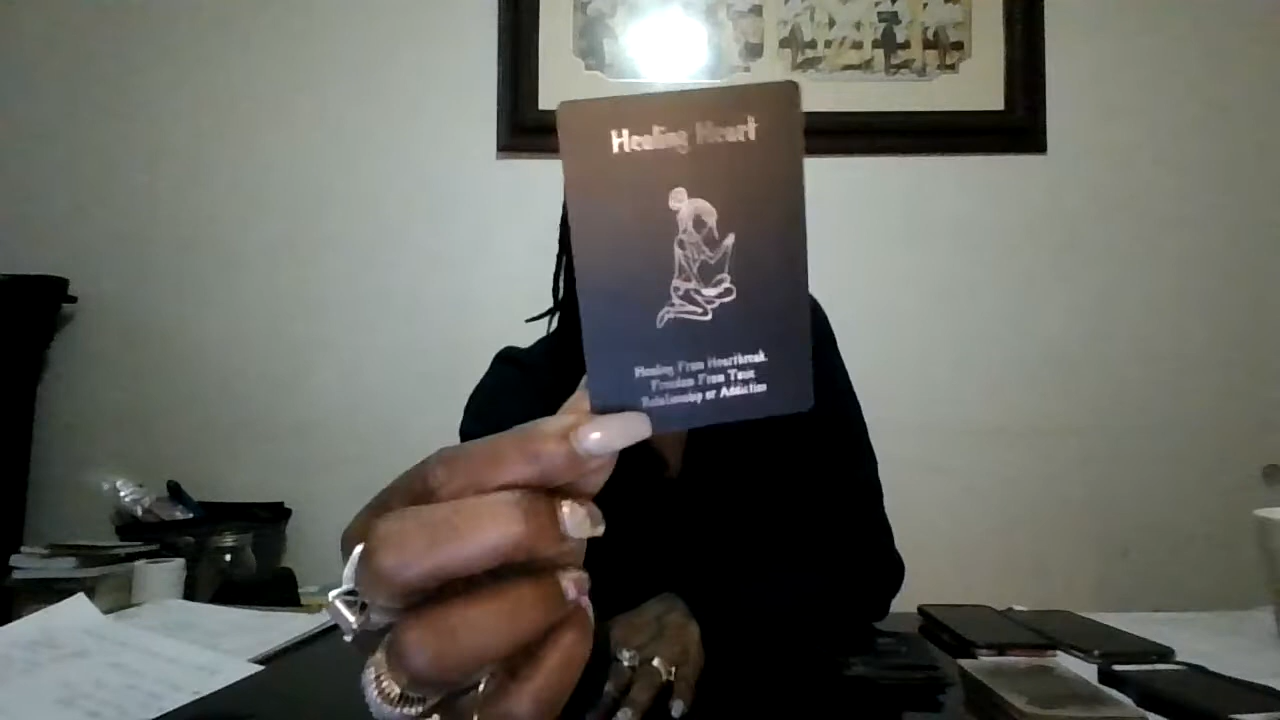 Healing Heart
Healing From Heartbreak.
Freedom From Toxic
Relationship or Addiction